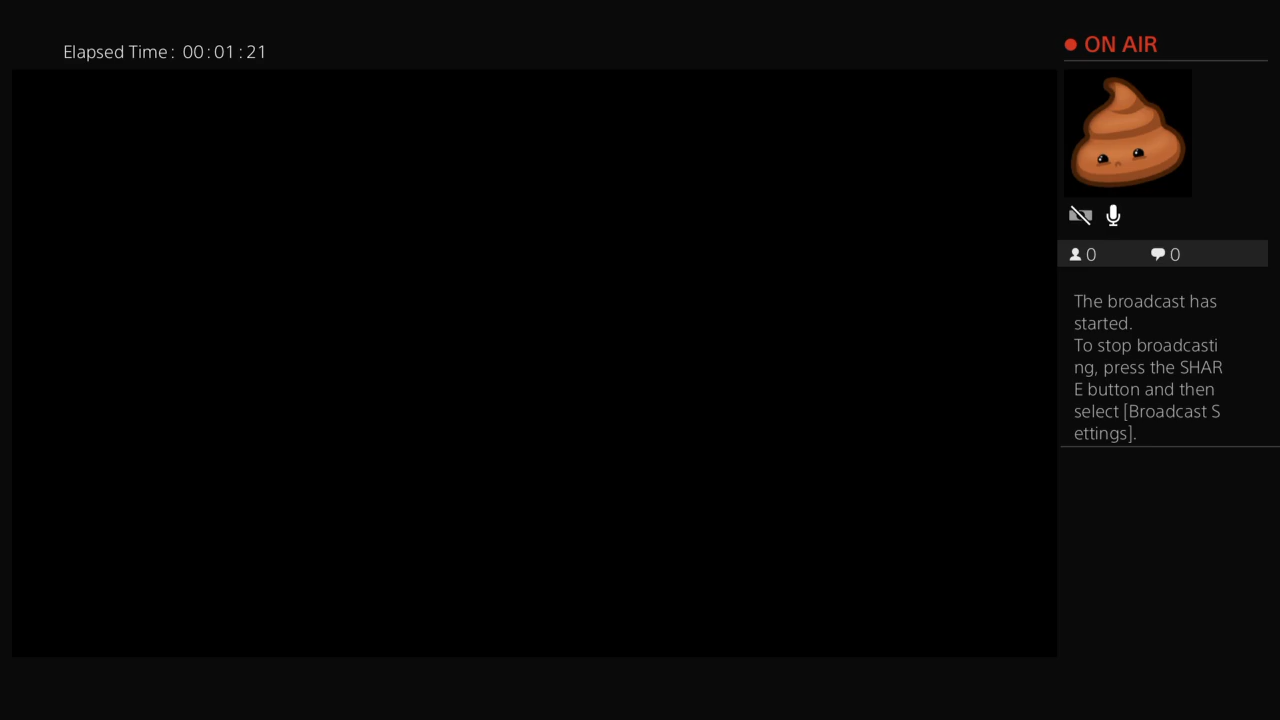 Elapsed Time: 00:01:21
ON AIR
0 0
The broadcast has
started.
To stop broadcasti
ng, press the SHAR
E button and then
select [Broadcast S
ettings].